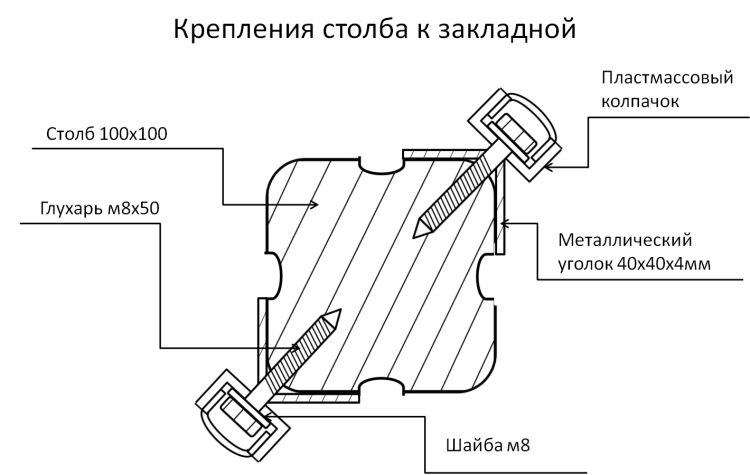 Крепления столба к закладной
Пластмассовый
колпачок
Столб 100х100
Глухарь м8х50
Металлический
уголок 40х40х4мм
Шайба м8